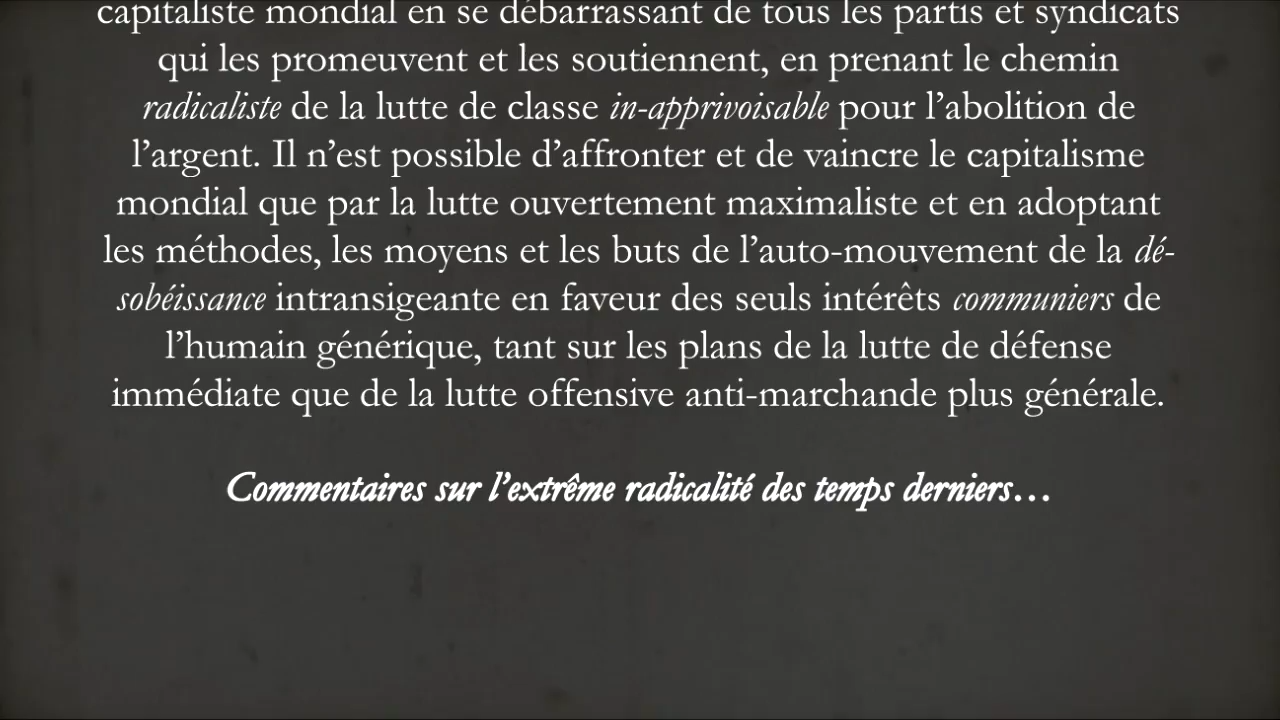 capitaliste mondial en se débarrassant de tous les partis et syndicats
qui les promeuvent et les soutiennent, en prenant le chemin
radicaliste de la lutte de classe in-apprivoisable pour l’abolition de
l’argent. Il n’est possible d’affronter et de vaincre le capitalisme
mondial que par la lutte ouvertement maximaliste et en adoptant
les méthodes, les moyens et les buts de l’auto-mouvement de la dé-
sobéissance intransigeante en faveur des seuls intérêts communiers de
l’humain générique, tant sur les plans de la lutte de défense
immédiate que de la lutte offensive anti-marchande plus générale.
Commentaires sur l’extrême radicalité des temps derniers…